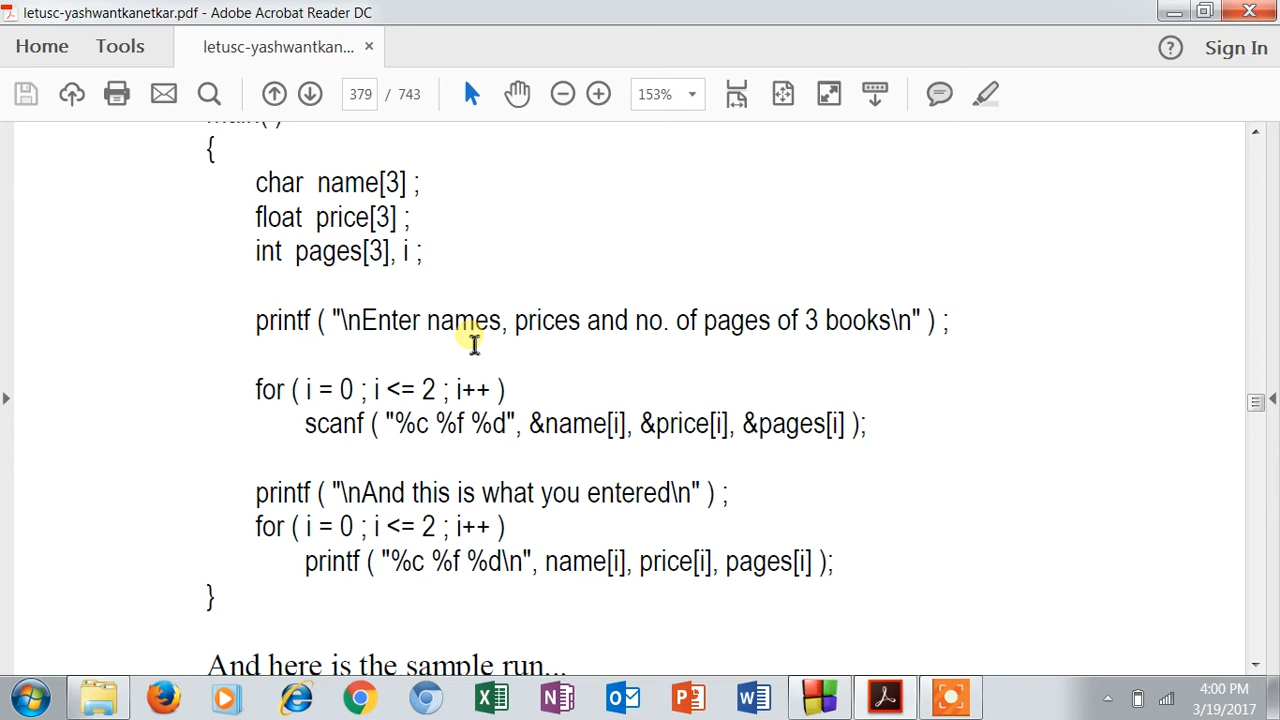 letusc-yashwantkanetkar.pdf - Adobe Acrobat Reader DC
Home Tools letusc-yashwantkan... × ? Sign In
379 / 743 153%
main( )
{
char name[3] ;
float price[3] ;
int pages[3], i ;
printf ( "\nEnter names, prices and no. of pages of 3 books\n" ) ;
for ( i = 0 ; i <= 2 ; i++ )
scanf ( "%c %f %d", &name[i], &price[i], &pages[i] );
printf ( "\nAnd this is what you entered\n" ) ;
for ( i = 0 ; i <= 2 ; i++ )
printf ( "%c %f %d\n", name[i], price[i], pages[i] );
}
And here is the sample run...
4:00 PM
3/19/2017